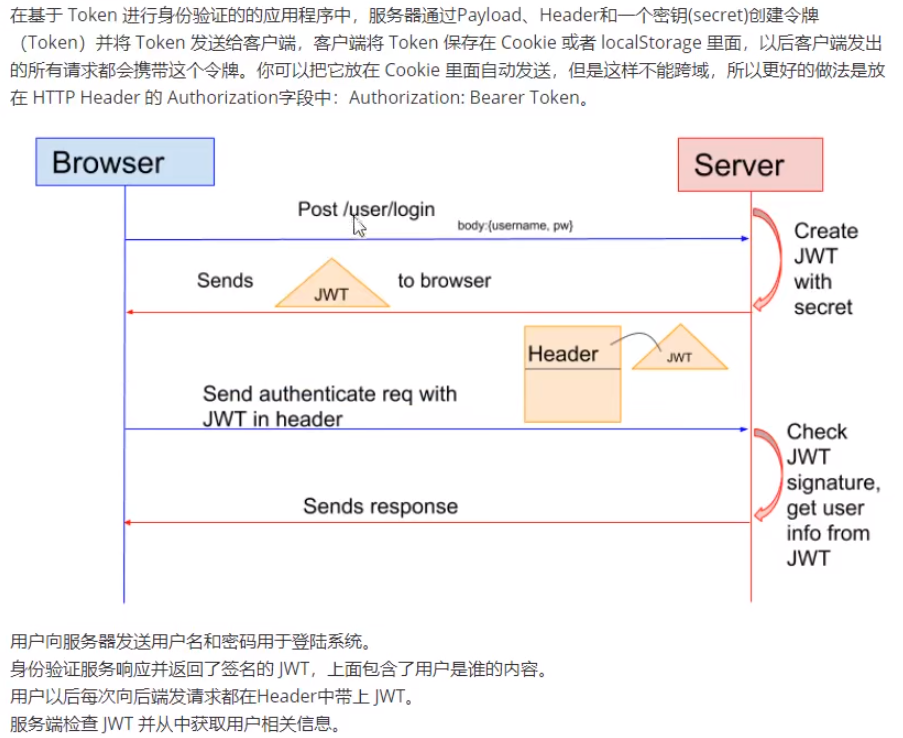 在基于 Token 进行身份验证的的应用程序中，服务器通过Payload、Header和一个密钥(secret)创建令牌
（Token）并将 Token 发送给客户端，客户端将 Token 保存在 Cookie 或者 localStorage 里面，以后客户端发出
的所有请求都会携带这个令牌。你可以把它放在 Cookie 里面自动发送，但是这样不能跨域，所以更好的做法是放
在 HTTP Header 的 Authorization字段中：Authorization: Bearer Token。
Browser
Server
Post /user/login
body:{username, pw}
Create
JWT
with
secret
Sends
JWT
to browser
Header
JWT
Send authenticate req with
JWT in header
Check
JWT
signature,
get user
info from
JWT
Sends response
用户向服务器发送用户名和密码用于登陆系统。
身份验证服务响应并返回了签名的 JWT，上面包含了用户是谁的内容。
用户以后每次向后端发请求都在Header中带上 JWT。
服务端检查 JWT 并从中获取用户相关信息。